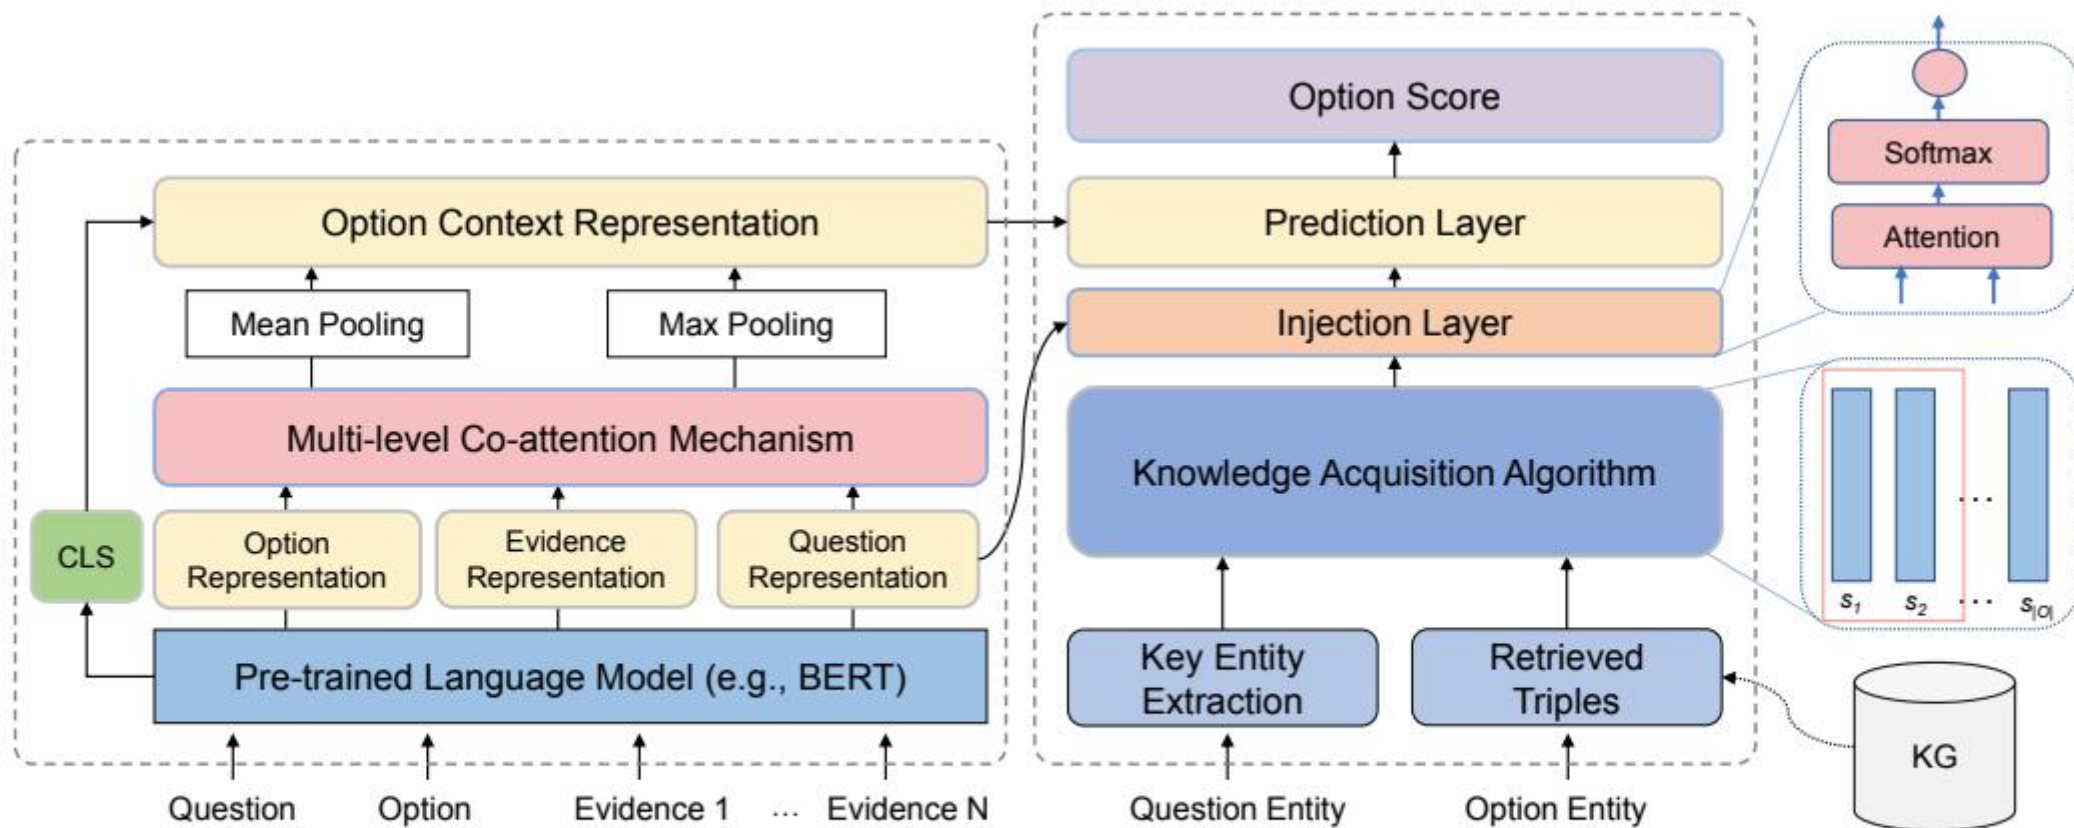 Option Context Representation
Mean Pooling
Max Pooling
Multi-level Co-attention Mechanism
CLS
Option
Representation
Evidence
Representation
Question
Representation
Pre-trained Language Model (e.g., BERT)
Question
Option
Evidence 1
...
Evidence N
Option Score
Prediction Layer
Injection Layer
Knowledge Acquisition Algorithm
Key Entity
Extraction
Retrieved
Triples
Question Entity
Option Entity
Softmax
Attention
...
s1 s2 ... s|O|
KG